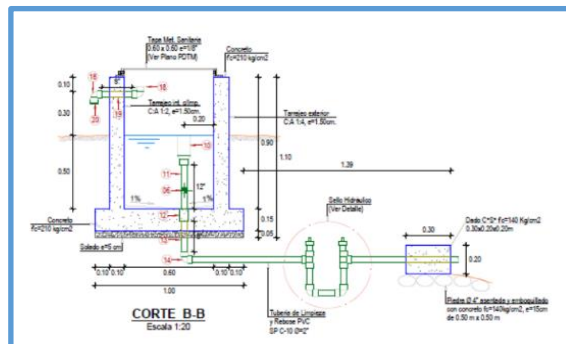 Tapa Met. Sanitaria
0.60 x 0.60 e=1/8"
(Ver Plano PDTM)
Concreto
f'c=210 kg/cm2
0.10
0.30
0.50
16
6"
18
19
20
Tarrajeo int. c/imp.
C/A 1:2, e=1.50cm.
Tarrajeo exterior
C/A 1:4, e=1.50cm.
0.20
10
0.90
1.10
11
06
12"
1%
1%
12
12
14
0.15
0.05
1.29
Concreto
f'c=210 kg/cm2
Solado e=5 cm
0.10
0.10
0.60
0.10
0.10
1.00
Sello Hidráulico
(Ver Detalle)
Dado C°S° f'c=140 Kg/cm2
0.30x0.20x0.20m
0.30
0.20
CORTE B-B
Escala 1:20
Tubería de Limpieza
y Rebose PVC
SP C-10 Ø=2"
Piedra Ø 4" asentada y emboquillado
con concreto f'c=140kg/cm2, e=15cm
de 0.50 m x 0.50 m